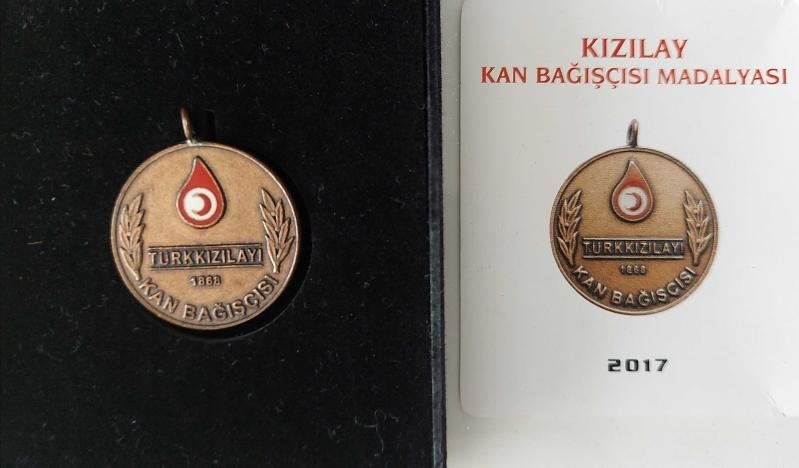 TÜRKKIZILAYI
1868
KAN BAĞIŞÇISI
KIZILAY
KAN BAĞIŞÇISI MADALYASI
TÜRKKIZILAYI
1868
KAN BAĞIŞÇISI
2017